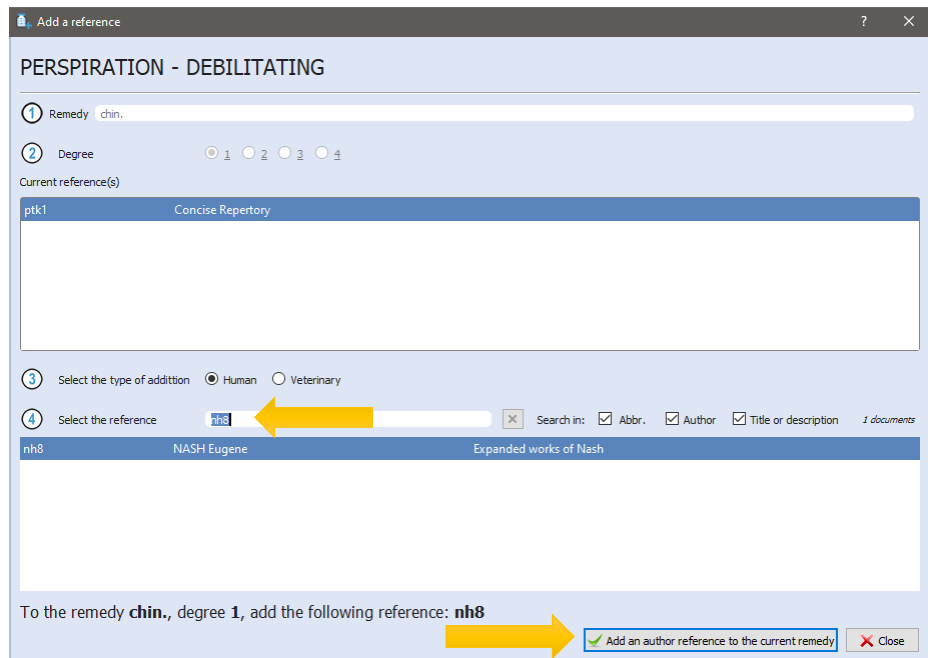 Add a reference ? ×
PERSPIRATION - DEBILITATING
1 Remedy chin.
2 Degree 1 2 3 4
Current reference(s)
ptk1 Concise Repertory
3 Select the type of addittion Human Veterinary
4 Select the reference nh8 Search in: Abbr. Author Title or description 1 documents
nh8 NASH Eugene Expanded works of Nash
To the remedy chin., degree 1, add the following reference: nh8
Add an author reference to the current remedy Close